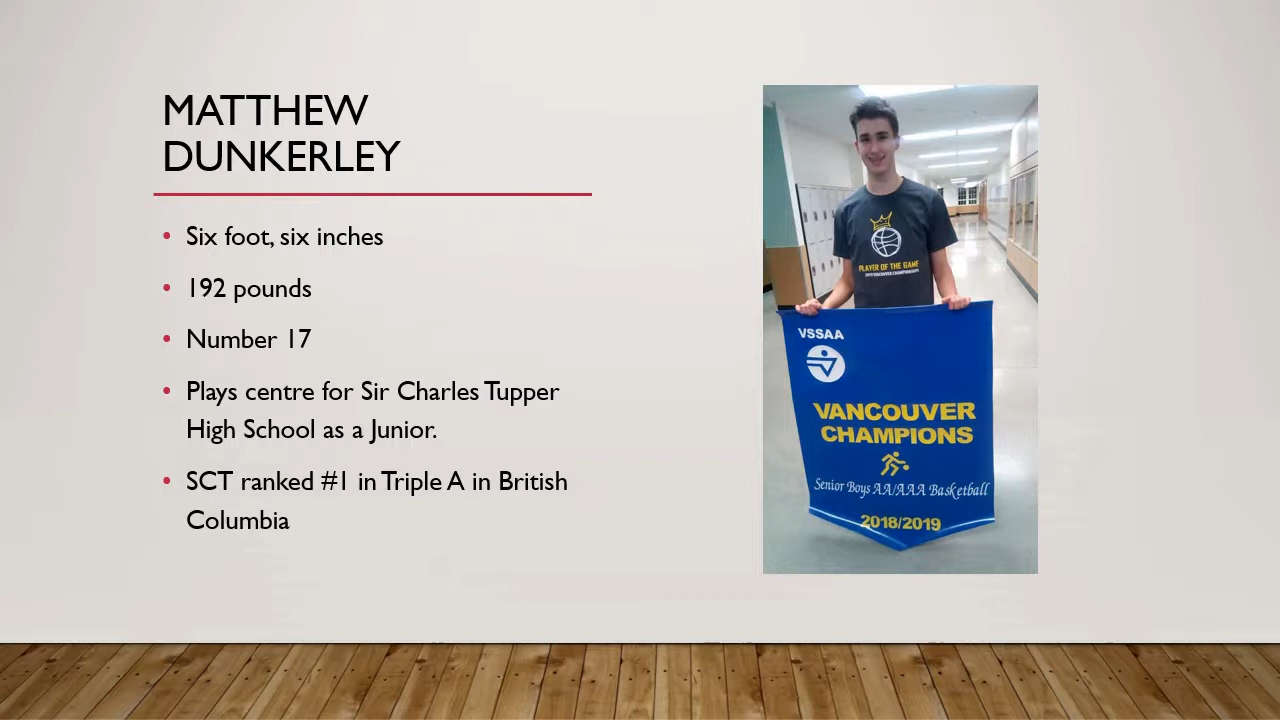 MATTHEW
DUNKERLEY
• Six foot, six inches
• 192 pounds
• Number 17
• Plays centre for Sir Charles Tupper
High School as a Junior.
• SCT ranked #1 in Triple A in British
Columbia
PLAYER OF THE GAME
VSSAA
VANCOUVER
CHAMPIONS
Senior Boys AA/AAA Basketball
2018/2019